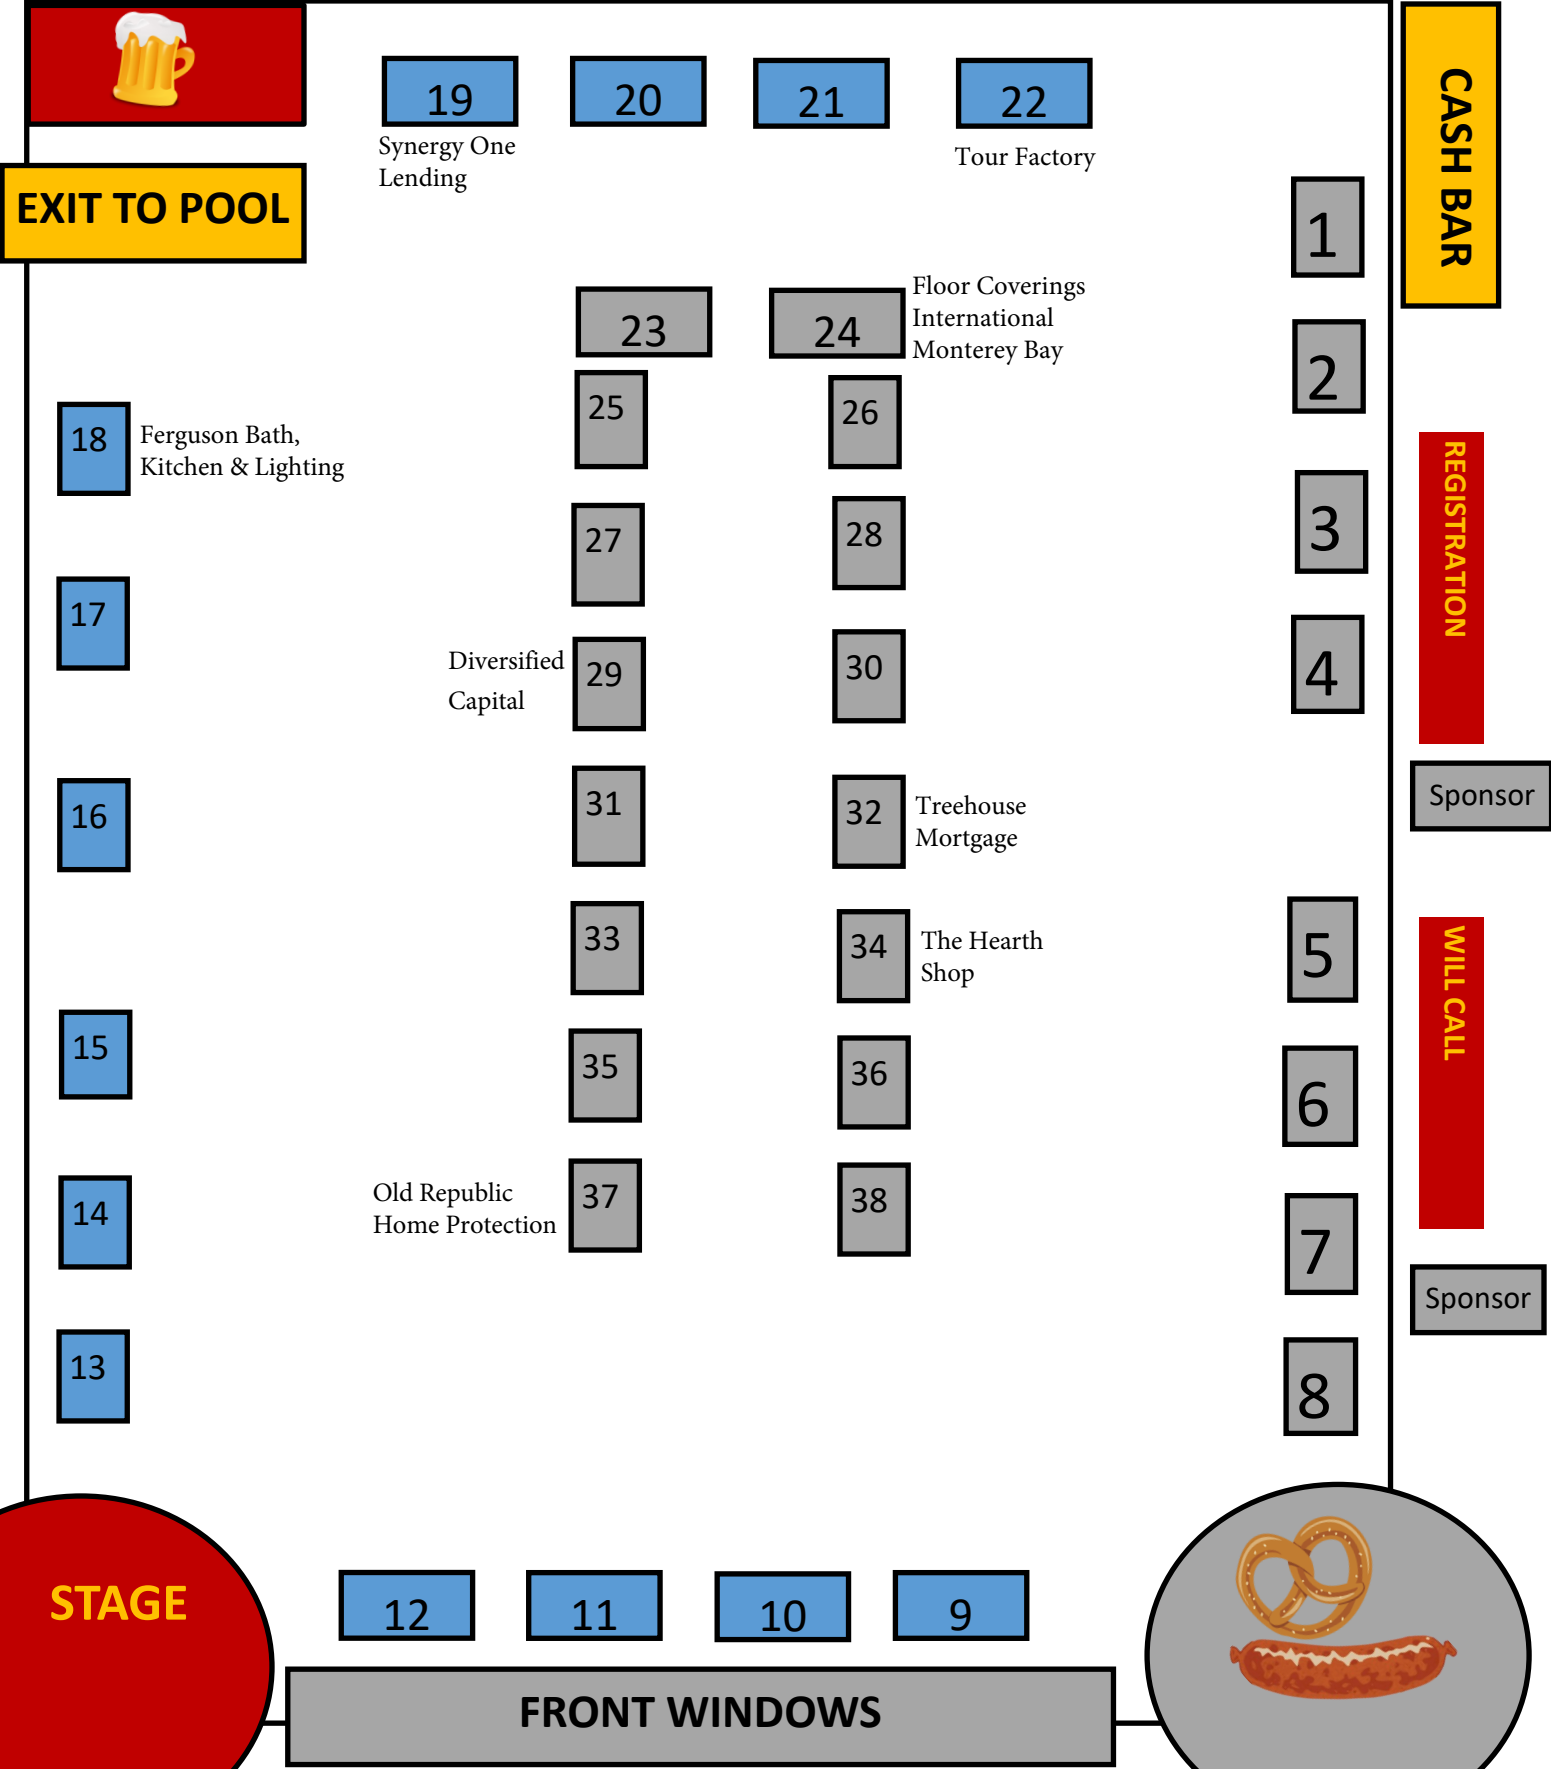 19
20
21
22
Synergy One
Lending
Tour Factory
CASH BAR
EXIT TO POOL
1
23
24
Floor Coverings
International
Monterey Bay
2
25
26
18
Ferguson Bath,
Kitchen & Lighting
REGISTRATION
27
28
3
17
Diversified
Capital
29
30
4
16
31
32
Treehouse
Mortgage
Sponsor
33
34
The Hearth
Shop
5
WILL CALL
15
35
36
6
14
Old Republic
Home Protection
37
38
7
Sponsor
13
8
STAGE
12
11
10
9
FRONT WINDOWS